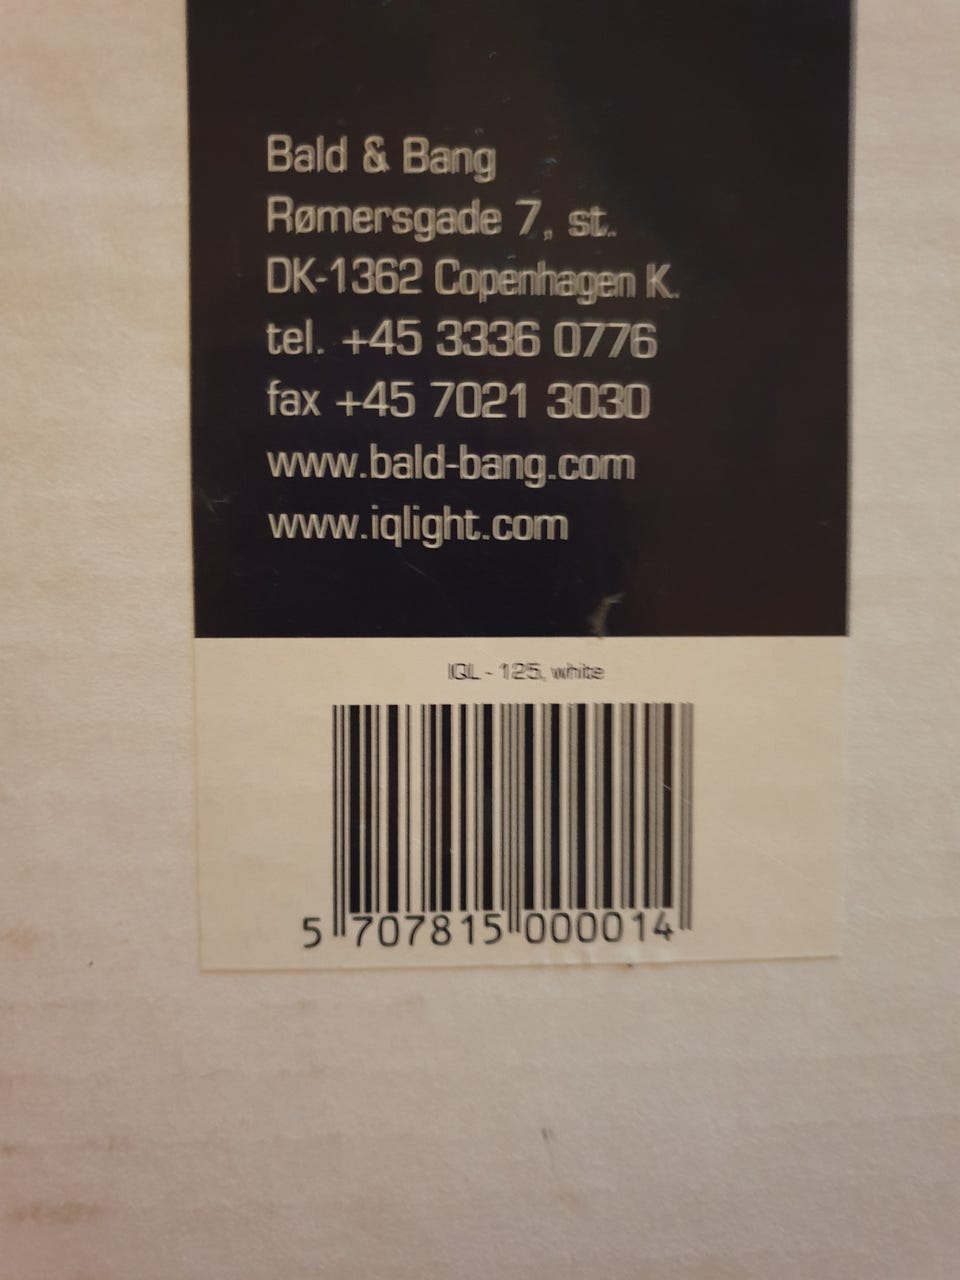 Bald & Bang
Rømersgade 7, st.
DK-1362 Copenhagen K.
tel. +45 3336 0776
fax +45 7021 3030
www.bald-bang.com
www.iqlight.com
IQL - 125, white
5 707815 000014